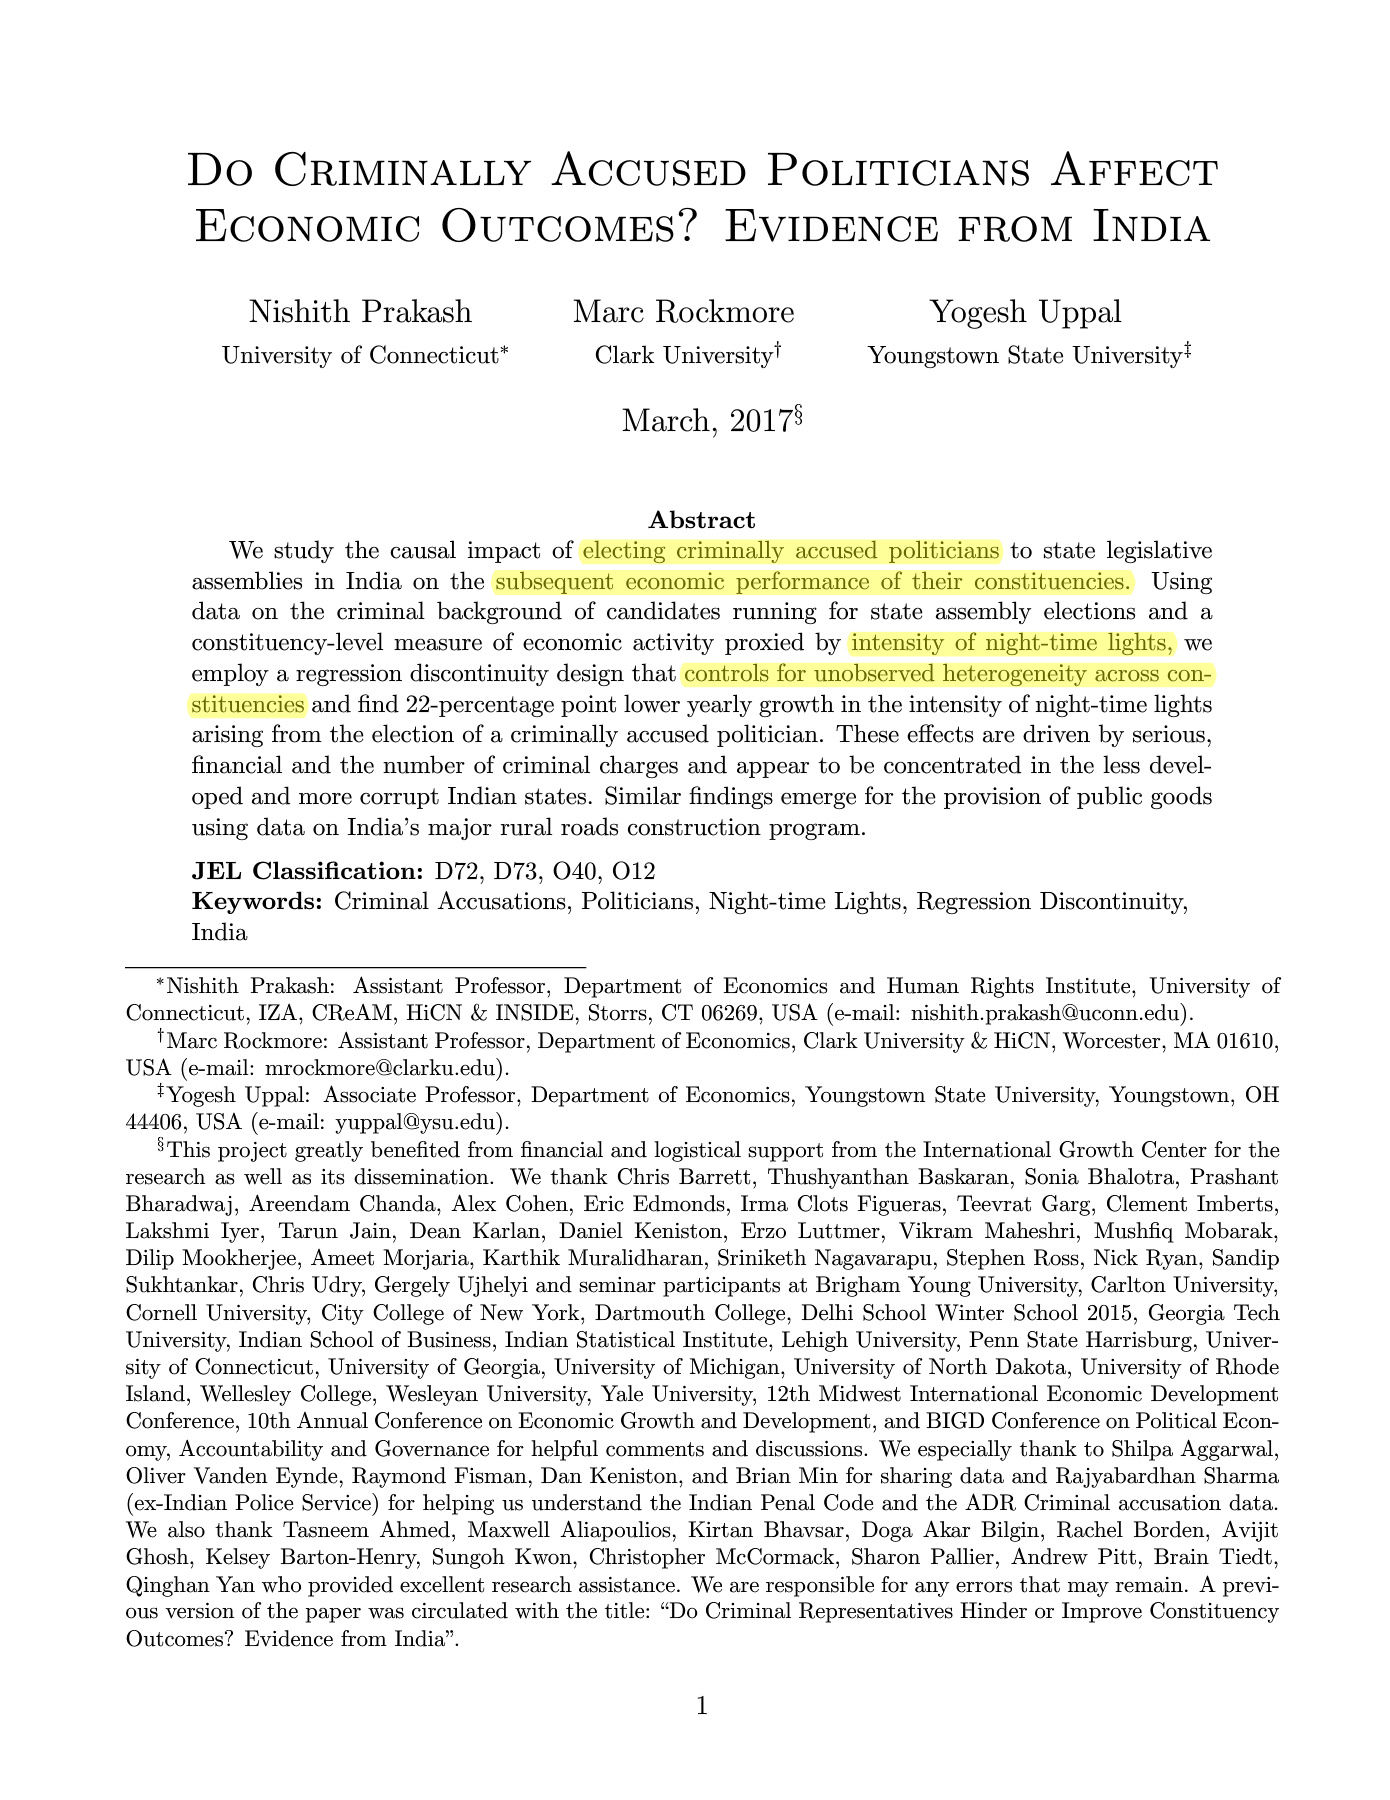 Do Criminally Accused Politicians Affect
Economic Outcomes? Evidence from India
Nishith Prakash
University of Connecticut*
Marc Rockmore
Clark University†
Yogesh Uppal
Youngstown State University‡
March, 2017§
Abstract
We study the causal impact of electing criminally accused politicians to state legislative
assemblies in India on the subsequent economic performance of their constituencies. Using
data on the criminal background of candidates running for state assembly elections and a
constituency-level measure of economic activity proxied by intensity of night-time lights, we
employ a regression discontinuity design that controls for unobserved heterogeneity across con-
stituencies and find 22-percentage point lower yearly growth in the intensity of night-time lights
arising from the election of a criminally accused politician. These effects are driven by serious,
financial and the number of criminal charges and appear to be concentrated in the less devel-
oped and more corrupt Indian states. Similar findings emerge for the provision of public goods
using data on India's major rural roads construction program.
JEL Classification: D72, D73, O40, O12
Keywords: Criminal Accusations, Politicians, Night-time Lights, Regression Discontinuity,
India
*Nishith Prakash: Assistant Professor, Department of Economics and Human Rights Institute, University of
Connecticut, IZA, CReAM, HiCN & INSIDE, Storrs, CT 06269, USA (e-mail: nishith.prakash@uconn.edu).
†Marc Rockmore: Assistant Professor, Department of Economics, Clark University & HiCN, Worcester, MA 01610,
USA (e-mail: mrockmore@clarku.edu).
‡Yogesh Uppal: Associate Professor, Department of Economics, Youngstown State University, Youngstown, OH
44406, USA (e-mail: yuppal@ysu.edu).
§This project greatly benefited from financial and logistical support from the International Growth Center for the
research as well as its dissemination. We thank Chris Barrett, Thushyanthan Baskaran, Sonia Bhalotra, Prashant
Bharadwaj, Areendam Chanda, Alex Cohen, Eric Edmonds, Irma Clots Figueras, Teevrat Garg, Clement Imberts,
Lakshmi Iyer, Tarun Jain, Dean Karlan, Daniel Keniston, Erzo Luttmer, Vikram Maheshri, Mushfiq Mobarak,
Dilip Mookherjee, Ameet Morjaria, Karthik Muralidharan, Sriniketh Nagavarapu, Stephen Ross, Nick Ryan, Sandip
Sukhtankar, Chris Udry, Gergely Ujhelyi and seminar participants at Brigham Young University, Carlton University,
Cornell University, City College of New York, Dartmouth College, Delhi School Winter School 2015, Georgia Tech
University, Indian School of Business, Indian Statistical Institute, Lehigh University, Penn State Harrisburg, Univer-
sity of Connecticut, University of Georgia, University of Michigan, University of North Dakota, University of Rhode
Island, Wellesley College, Wesleyan University, Yale University, 12th Midwest International Economic Development
Conference, 10th Annual Conference on Economic Growth and Development, and BIGD Conference on Political Econ-
omy, Accountability and Governance for helpful comments and discussions. We especially thank to Shilpa Aggarwal,
Oliver Vanden Eynde, Raymond Fisman, Dan Keniston, and Brian Min for sharing data and Rajyabardhan Sharma
(ex-Indian Police Service) for helping us understand the Indian Penal Code and the ADR Criminal accusation data.
We also thank Tasneem Ahmed, Maxwell Aliapoulios, Kirtan Bhavsar, Doga Akar Bilgin, Rachel Borden, Avijit
Ghosh, Kelsey Barton-Henry, Sungoh Kwon, Christopher McCormack, Sharon Pallier, Andrew Pitt, Brain Tiedt,
Qinghan Yan who provided excellent research assistance. We are responsible for any errors that may remain. A previ-
ous version of the paper was circulated with the title: “Do Criminal Representatives Hinder or Improve Constituency
Outcomes? Evidence from India”.
1